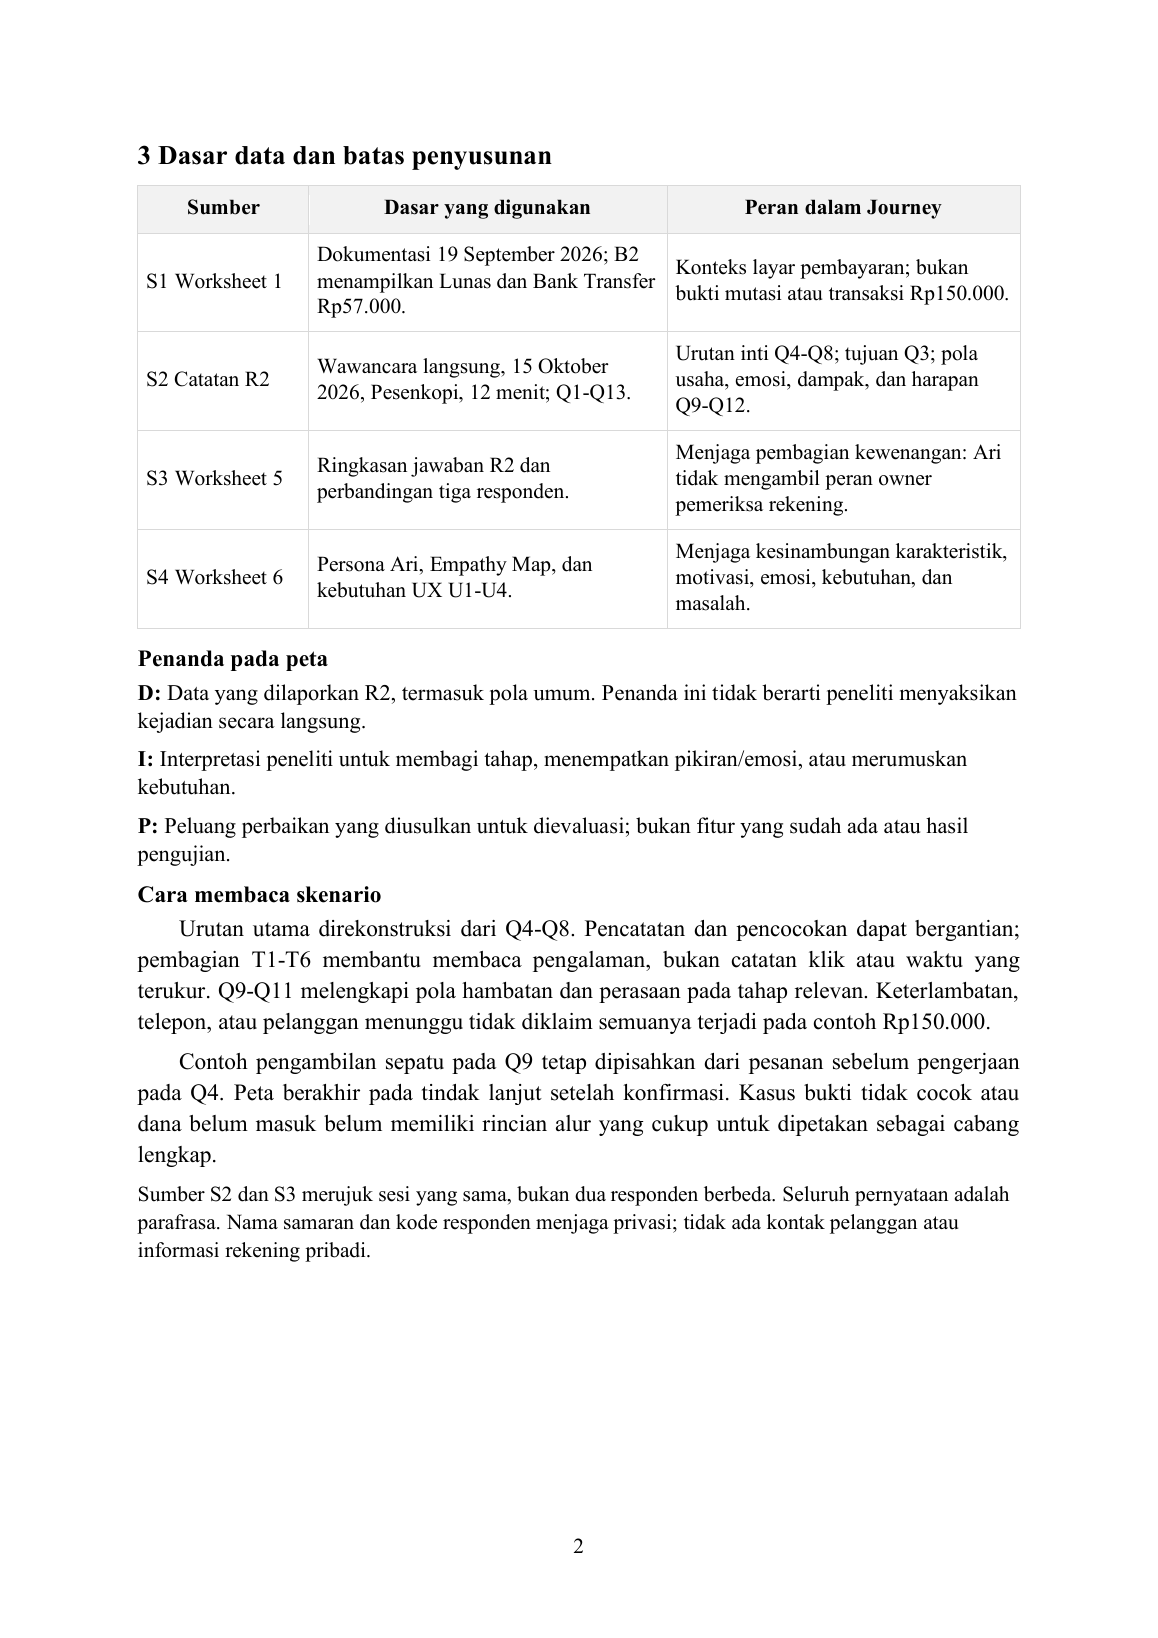 3 Dasar data dan batas penyusunan
Sumber
Dasar yang digunakan
Peran dalam Journey
S1 Worksheet 1
Dokumentasi 19 September 2026; B2
menampilkan Lunas dan Bank Transfer
Rp57.000.
Konteks layar pembayaran; bukan
bukti mutasi atau transaksi Rp150.000.
S2 Catatan R2
Wawancara langsung, 15 Oktober
2026, Pesenkopi, 12 menit; Q1-Q13.
Urutan inti Q4-Q8; tujuan Q3; pola
usaha, emosi, dampak, dan harapan
Q9-Q12.
S3 Worksheet 5
Ringkasan jawaban R2 dan
perbandingan tiga responden.
Menjaga pembagian kewenangan: Ari
tidak mengambil peran owner
pemeriksa rekening.
S4 Worksheet 6
Persona Ari, Empathy Map, dan
kebutuhan UX U1-U4.
Menjaga kesinambungan karakteristik,
motivasi, emosi, kebutuhan, dan
masalah.
Penanda pada peta
D: Data yang dilaporkan R2, termasuk pola umum. Penanda ini tidak berarti peneliti menyaksikan
kejadian secara langsung.
I: Interpretasi peneliti untuk membagi tahap, menempatkan pikiran/emosi, atau merumuskan
kebutuhan.
P: Peluang perbaikan yang diusulkan untuk dievaluasi; bukan fitur yang sudah ada atau hasil
pengujian.
Cara membaca skenario
Urutan utama direkonstruksi dari Q4-Q8. Pencatatan dan pencocokan dapat bergantian;
pembagian T1-T6 membantu membaca pengalaman, bukan catatan klik atau waktu yang
terukur. Q9-Q11 melengkapi pola hambatan dan perasaan pada tahap relevan. Keterlambatan,
telepon, atau pelanggan menunggu tidak diklaim semuanya terjadi pada contoh Rp150.000.
Contoh pengambilan sepatu pada Q9 tetap dipisahkan dari pesanan sebelum pengerjaan
pada Q4. Peta berakhir pada tindak lanjut setelah konfirmasi. Kasus bukti tidak cocok atau
dana belum masuk belum memiliki rincian alur yang cukup untuk dipetakan sebagai cabang
lengkap.
Sumber S2 dan S3 merujuk sesi yang sama, bukan dua responden berbeda. Seluruh pernyataan adalah
parafrasa. Nama samaran dan kode responden menjaga privasi; tidak ada kontak pelanggan atau
informasi rekening pribadi.
2